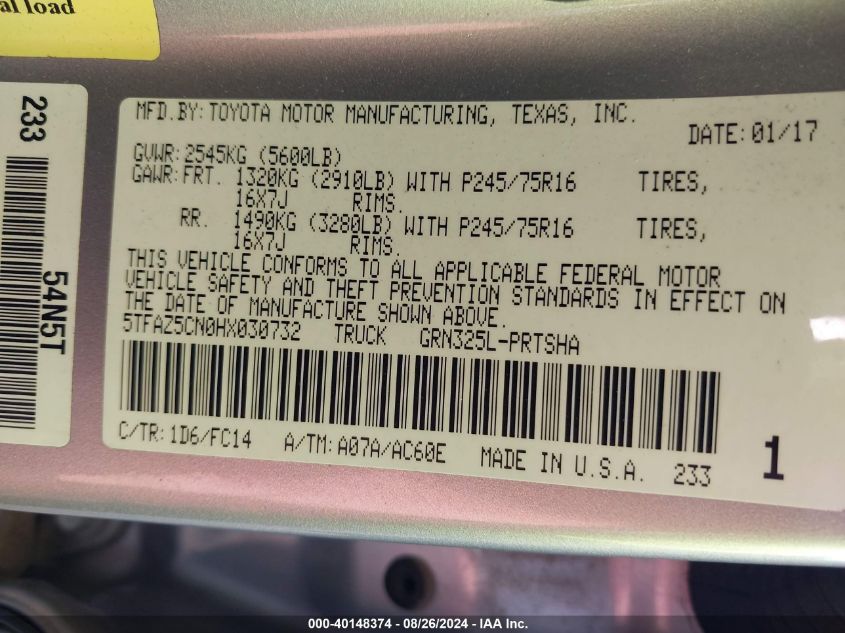 al load
233
54N5T
MFD.BY:TOYOTA MOTOR MANUFACTURING, TEXAS, INC.
DATE:01/17
GVWR:2545KG (5600LB)
GAWR:FRT. 1320KG (2910LB) WITH P245/75R16 TIRES,
16X7J RIMS.
RR. 1490KG (3280LB) WITH P245/75R16 TIRES,
16X7J RIMS.
THIS VEHICLE CONFORMS TO ALL APPLICABLE FEDERAL MOTOR
VEHICLE SAFETY AND THEFT PREVENTION STANDARDS IN EFFECT ON
THE DATE OF MANUFACTURE SHOWN ABOVE.
5TFAZ5CN0HX030732 TRUCK GRN325L-PRTSHA
C/TR:1D6/FC14 A/TM:A07A/AC60E MADE IN U.S.A. 233
1
000-40148374 - 08/26/2024 - IAA Inc.